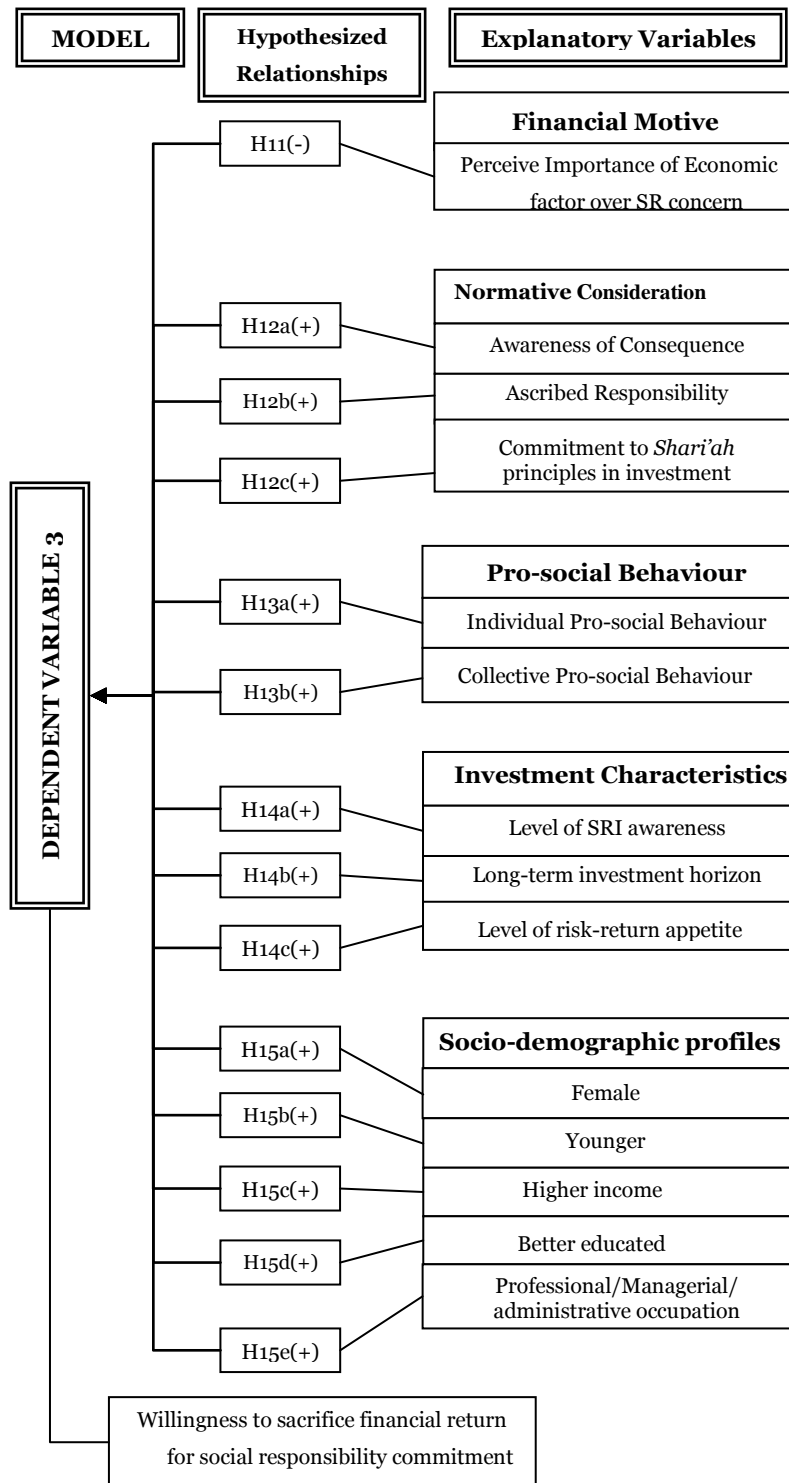 MODEL
Hypothesized
Relationships
Explanatory Variables
H11(-)
Financial Motive
Perceive Importance of Economic
factor over SR concern
Normative Consideration
H12a(+)
Awareness of Consequence
H12b(+)
Ascribed Responsibility
H12c(+)
Commitment to Shari’ah
principles in investment
DEPENDENT VARIABLE 3
Pro-social Behaviour
H13a(+)
Individual Pro-social Behaviour
H13b(+)
Collective Pro-social Behaviour
Investment Characteristics
H14a(+)
Level of SRI awareness
H14b(+)
Long-term investment horizon
H14c(+)
Level of risk-return appetite
Socio-demographic profiles
H15a(+)
Female
H15b(+)
Younger
H15c(+)
Higher income
H15d(+)
Better educated
H15e(+)
Professional/Managerial/
administrative occupation
Willingness to sacrifice financial return
for social responsibility commitment